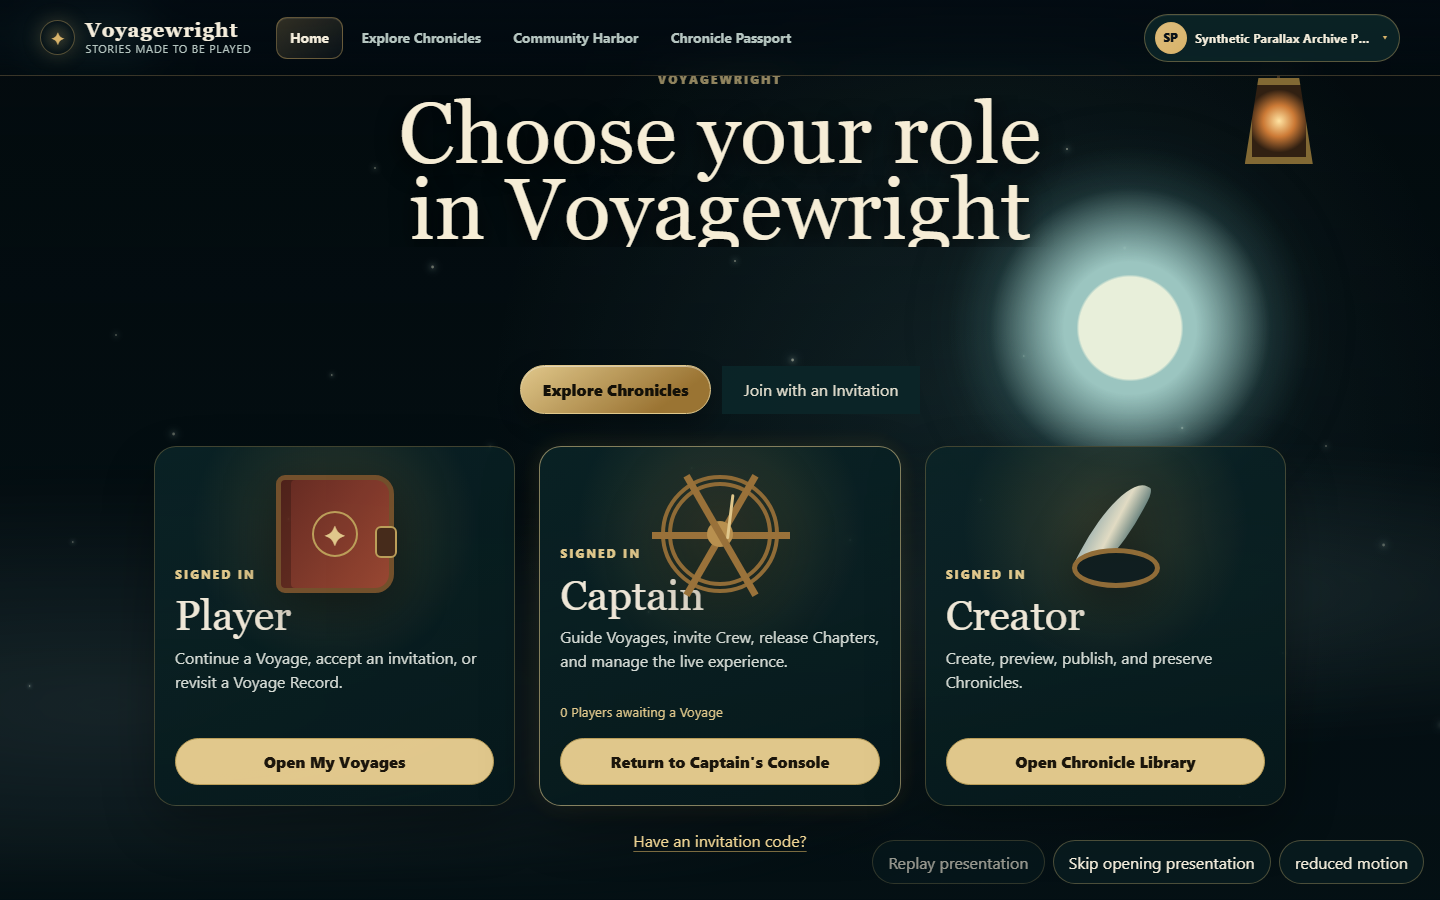 Voyagewright
STORIES MADE TO BE PLAYED
Home
Explore Chronicles
Community Harbor
Chronicle Passport
SP
Synthetic Parallax Archive P...
VOYAGEWRIGHT
Choose your role
in Voyagewright
Explore Chronicles
Join with an Invitation
SIGNED IN
Player
Continue a Voyage, accept an invitation, or
revisit a Voyage Record.
Open My Voyages
SIGNED IN
Captain
Guide Voyages, invite Crew, release Chapters,
and manage the live experience.
0 Players awaiting a Voyage
Return to Captain's Console
SIGNED IN
Creator
Create, preview, publish, and preserve
Chronicles.
Open Chronicle Library
Have an invitation code?
Replay presentation
Skip opening presentation
reduced motion